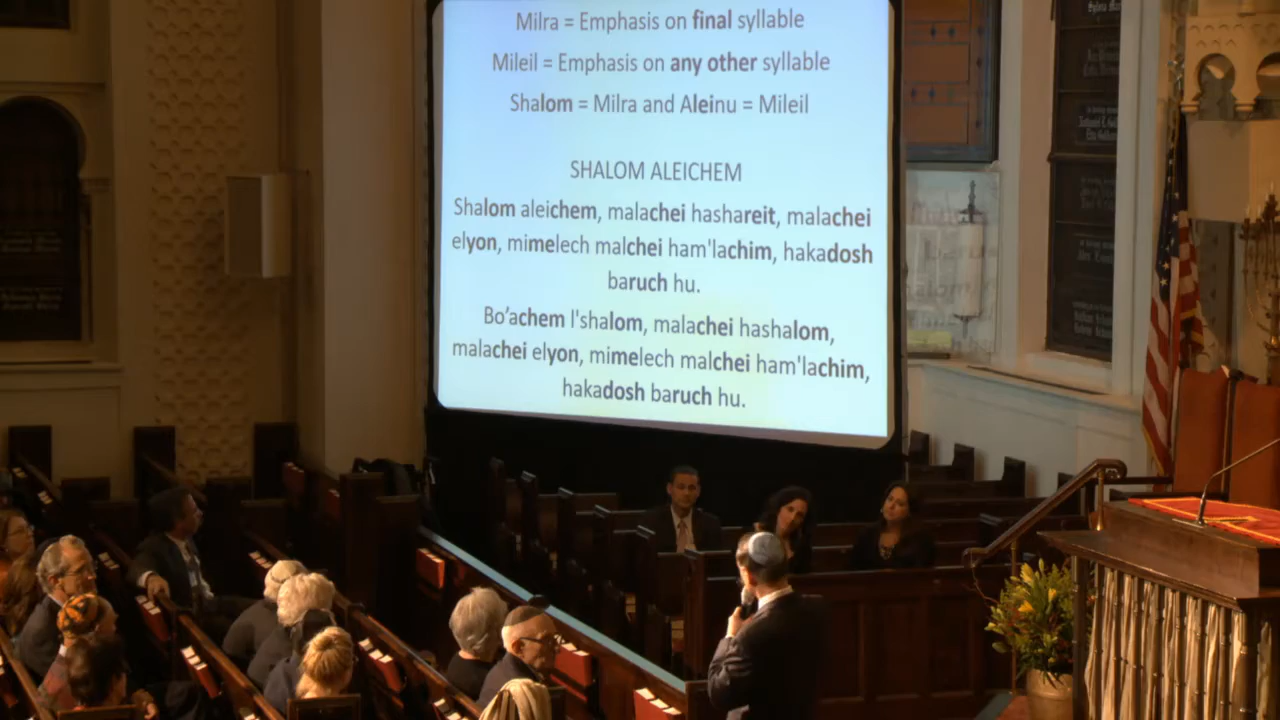 Milra = Emphasis on final syllable
Mileil = Emphasis on any other syllable
Shalom = Milra and Aleinu = Mileil
SHALOM ALEICHEM
Shalom aleichem, malachei hashareit, malachei
elyon, mimelech malchei ham'lachim, hakadosh
baruch hu.
Bo’achem l'shalom, malachei hashalom,
malachei elyon, mimelech malchei ham'lachim,
hakadosh baruch hu.